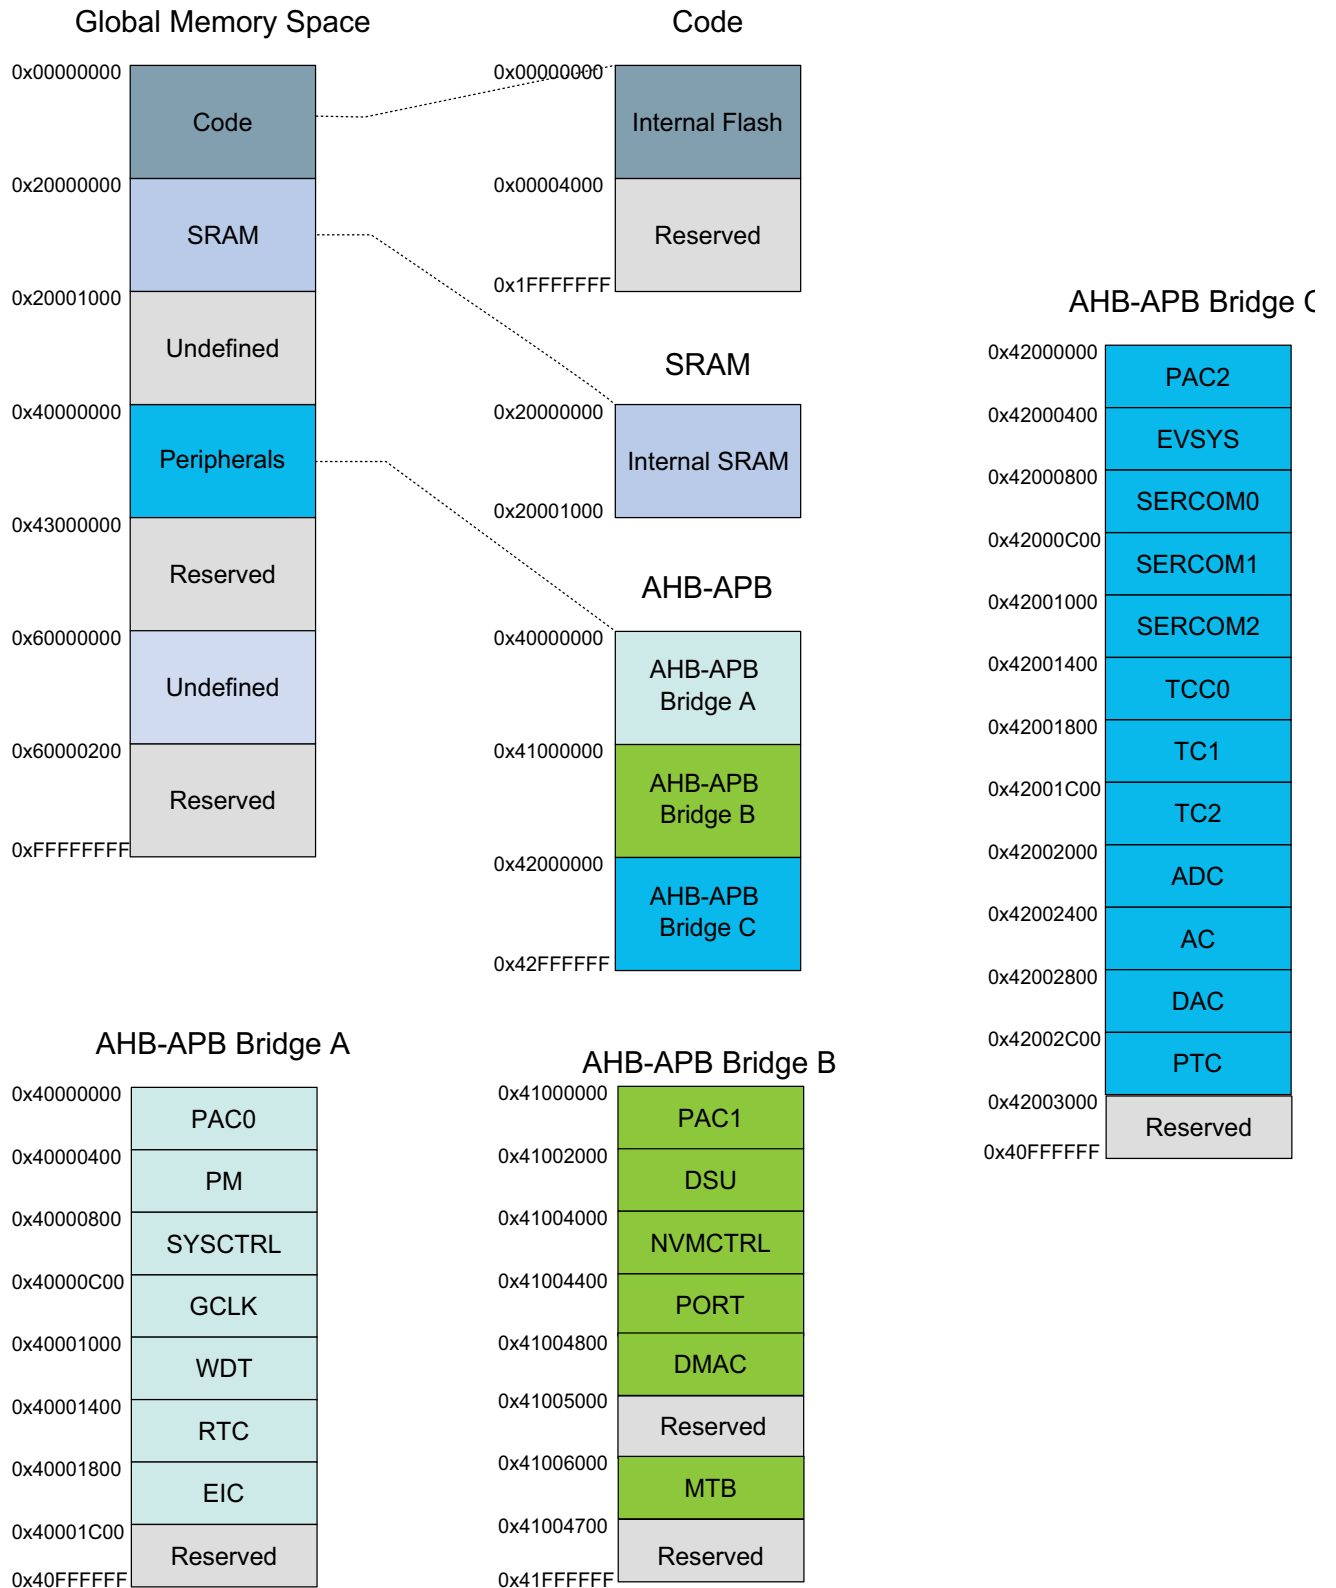 Global Memory Space
0x00000000
Code
0x20000000
SRAM
0x20001000
Undefined
0x40000000
Peripherals
0x43000000
Reserved
0x60000000
Undefined
0x60000200
Reserved
0xFFFFFFFF
Code
0x00000000
Internal Flash
0x00004000
Reserved
0x1FFFFFFF
SRAM
0x20000000
Internal SRAM
0x20001000
AHB-APB
0x40000000
AHB-APB
Bridge A
0x41000000
AHB-APB
Bridge B
0x42000000
AHB-APB
Bridge C
0x42FFFFFF
AHB-APB Bridge C
0x42000000
PAC2
0x42000400
EVSYS
0x42000800
SERCOM0
0x42000C00
SERCOM1
0x42001000
SERCOM2
0x42001400
TCC0
0x42001800
TC1
0x42001C00
TC2
0x42002000
ADC
0x42002400
AC
0x42002800
DAC
0x42002C00
PTC
0x42003000
Reserved
0x40FFFFFF
AHB-APB Bridge A
0x40000000
PAC0
0x40000400
PM
0x40000800
SYSCTRL
0x40000C00
GCLK
0x40001000
WDT
0x40001400
RTC
0x40001800
EIC
0x40001C00
Reserved
0x40FFFFFF
AHB-APB Bridge B
0x41000000
PAC1
0x41002000
DSU
0x41004000
NVMCTRL
0x41004400
PORT
0x41004800
DMAC
0x41005000
Reserved
0x41006000
MTB
0x41004700
Reserved
0x41FFFFFF